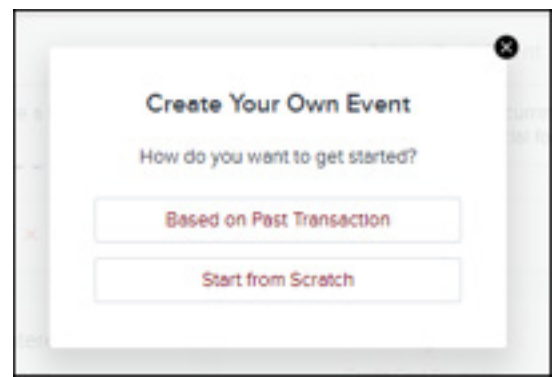 Create Your Own Event
How do you want to get started?
Based on Past Transaction
Start from Scratch